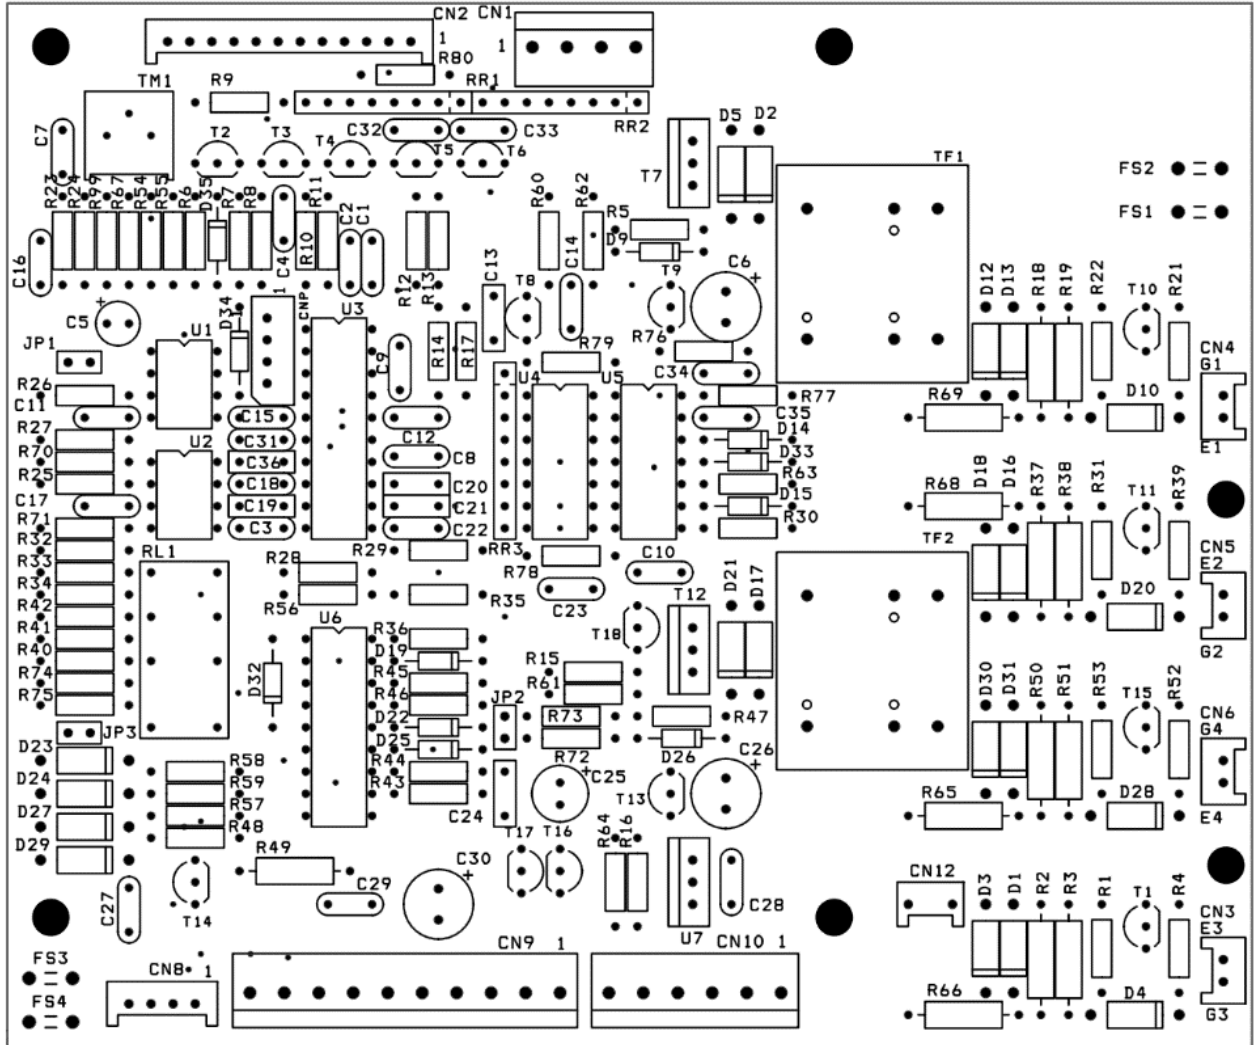 CN2 CN1
1 1
R80
TM1 R9 RR1
RR2
C7 T2 T3 T4 C32 T5 C33 T6
D5 D2
T7 TF1
FS2
FS1
R23 R24 R99 R67 R54 R55 R6 D35 R7 R8 R11 R60 R62
C16 C4 R10 C2 C1 R12 R13 C13 T8 C14 R5 D9 T9 C6
D12 D13 R18 R19 R22 T10 R21
C5 U1 D34 1 CNP U3
JP1 C9 R14 R17 R79 R76
CN4
G1
R26 U4 U5 C34 R77 R69 D10
C11 C15 C35
R27 C31 C12 D14 E1
R70 U2 C36 C8 D33
R25 C18 C20 R63 D18 D16 R37 R38 R31 T11 R39
C17 C19 C21 D15 R68
R71 C3 C22 R30
R32 RL1 R29 RR3 TF2 CN5
R33 R28 R78 C10 E2
R34 D21 D17
R42 R56 R35 C23 T12 D20
R41 U6 R36 T18
R40 D19 G2
R74 D32 R45 R15
R75 R46 R61 JP2 D30 D31 R50 R51 R53 T15 R52
JP3 D22 R73 R47 CN6
D23 D25 R72 D26 C26 G4
D24 R58 R44 C25
R59 R43 T13
D27 R57 C24 R65 D28
R48 E4
D29 R49 T17 T16 R64 R16
C30 CN12 D3 D1 R2 R3 R1 T1 R4
C27 T14 C29 C28 CN3
U7 E3
FS3 CN8 1 CN9 1 CN10 1
FS4 R66 D4
G3